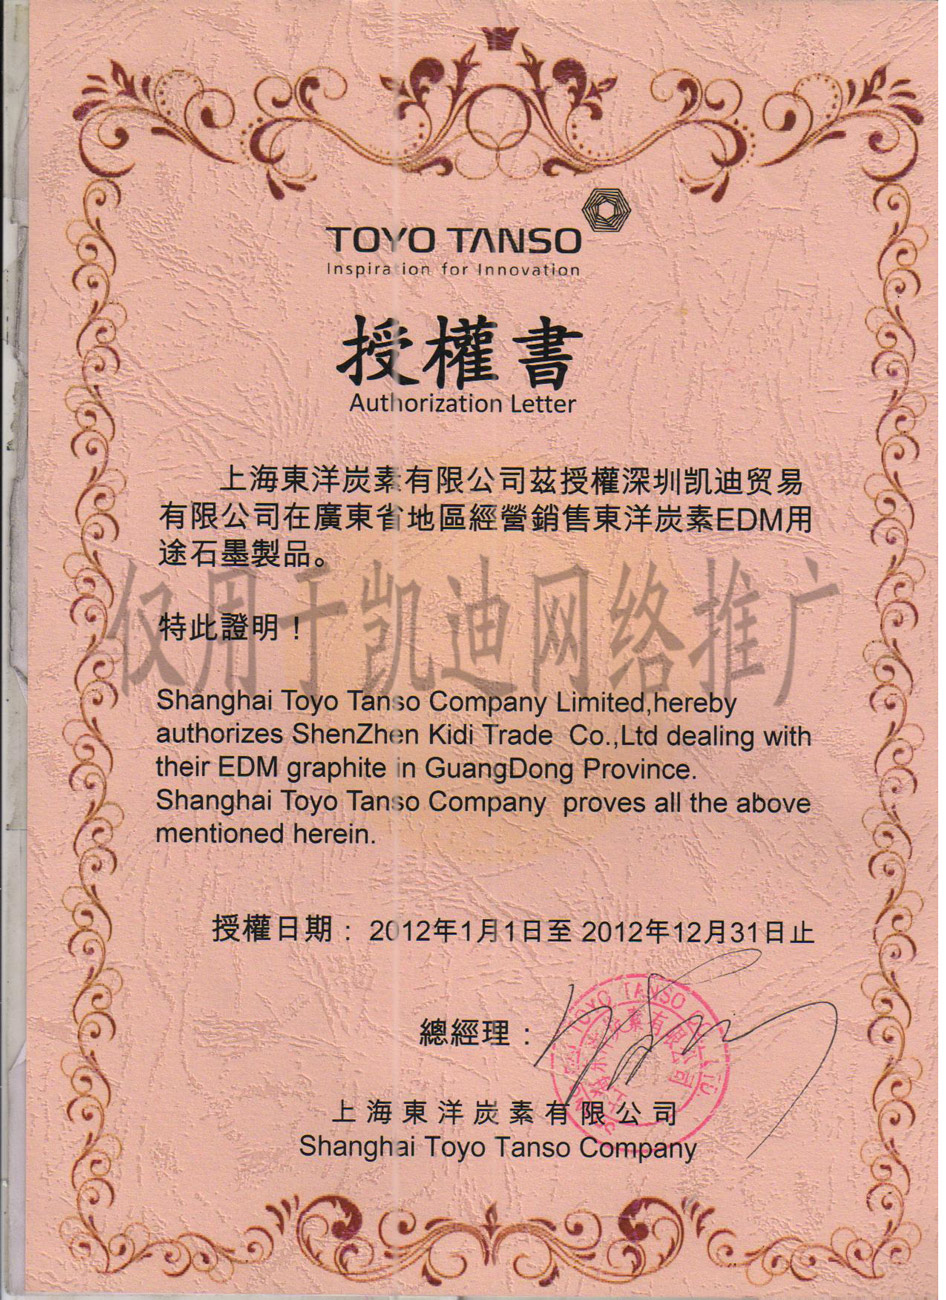 TOYO TANSO
Inspiration for Innovation
授權書
Authorization Letter
上海東洋炭素有限公司茲授權深圳凯迪贸易
有限公司在廣東省地區經營銷售東洋炭素EDM用
途石墨製品。
仅用于凯迪网络推广
特此證明！
Shanghai Toyo Tanso Company Limited,hereby
authorizes ShenZhen Kidi Trade Co.,Ltd dealing with
their EDM graphite in GuangDong Province.
Shanghai Toyo Tanso Company proves all the above
mentioned herein.
授權日期： 2012年1月1日至 2012年12月31日止
總經理：
TOYO TANSO
素有限公司
上海東洋炭素有限公司
Shanghai Toyo Tanso Company